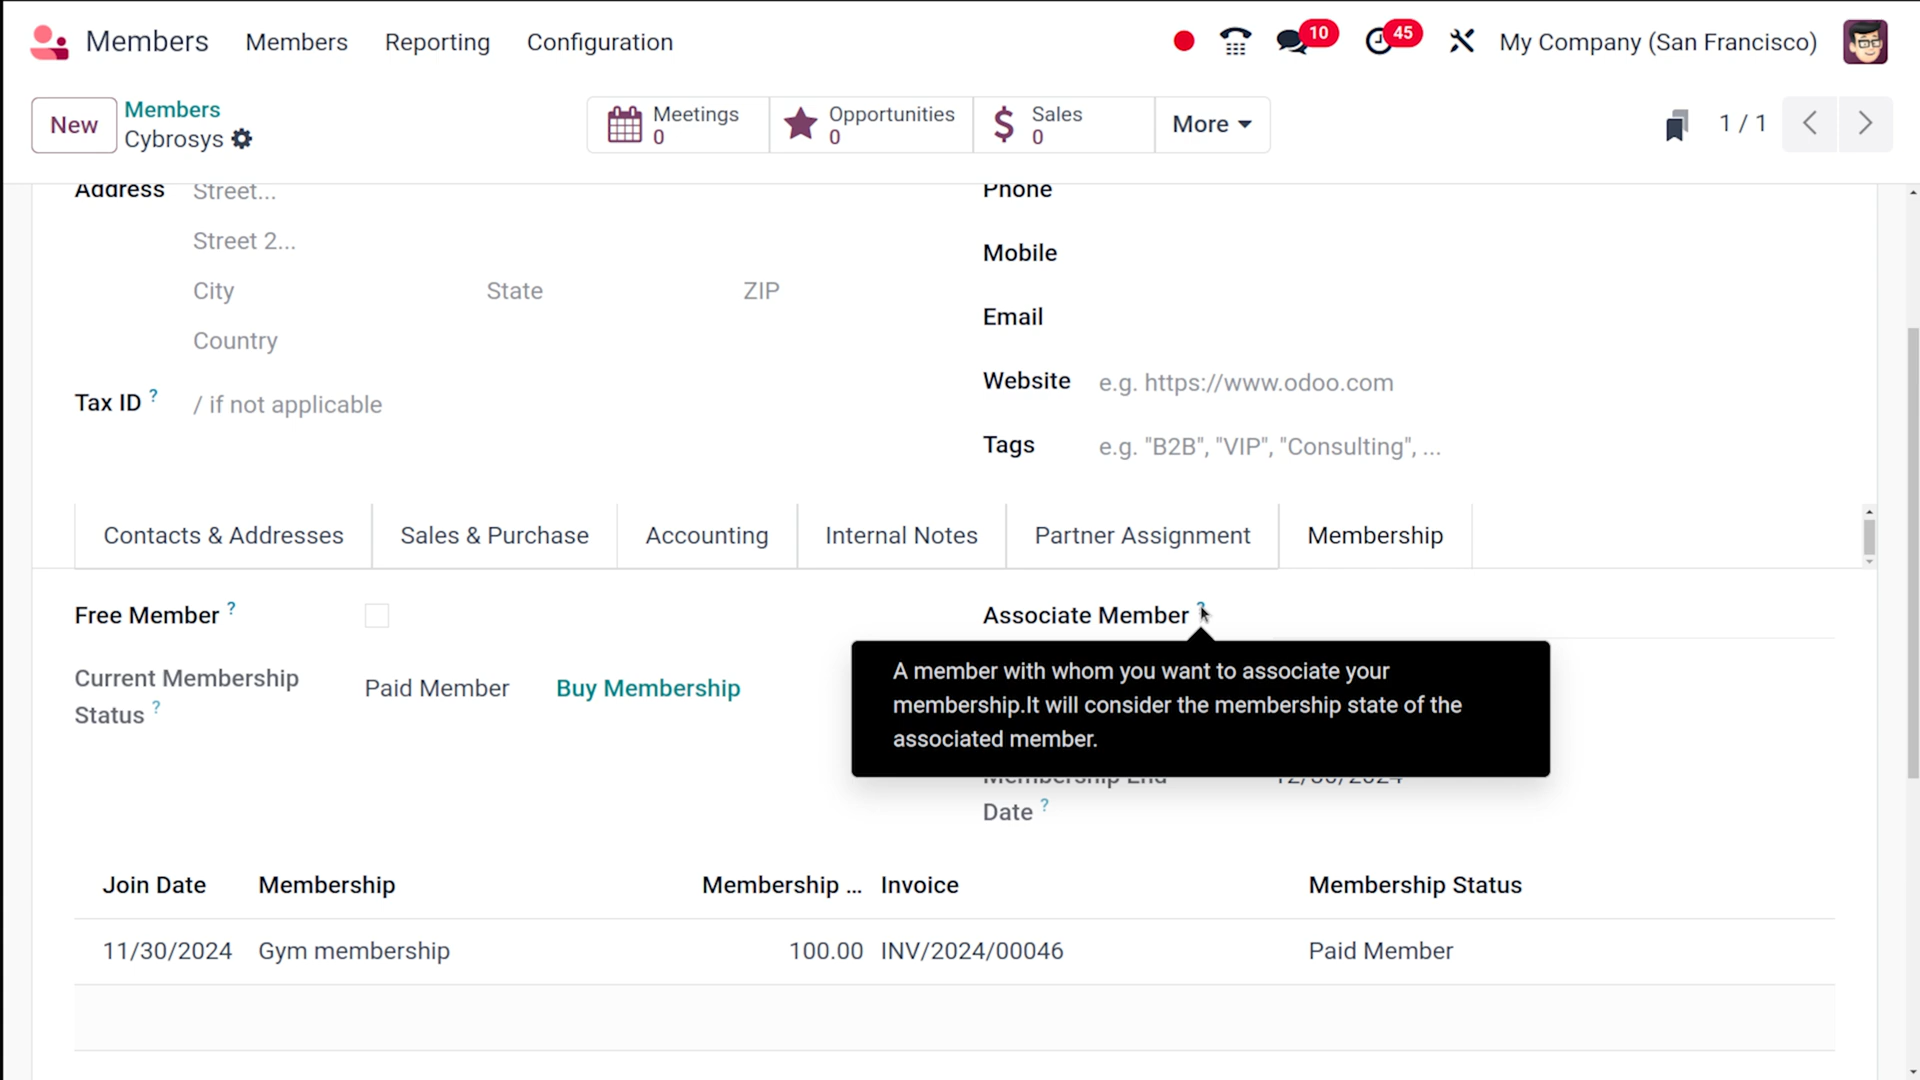 Members Members Reporting Configuration 10 45 My Company (San Francisco)
New Members Cybrosys Meetings 0 Opportunities 0 Sales 0 More 1 / 1
Address Street... Phone
Street 2... Mobile
City State ZIP
Email
Country
Website e.g. https://www.odoo.com
Tax ID ? / if not applicable
Tags e.g. "B2B", "VIP", "Consulting", ...
Contacts & Addresses Sales & Purchase Accounting Internal Notes Partner Assignment Membership
Free Member ? Associate Member ?
A member with whom you want to associate your
membership.It will consider the membership state of the
associated member.
Current Membership
Status ? Paid Member Buy Membership
Membership End 12/30/2024
Date ?
Join Date Membership Membership ... Invoice Membership Status
11/30/2024 Gym membership 100.00 INV/2024/00046 Paid Member